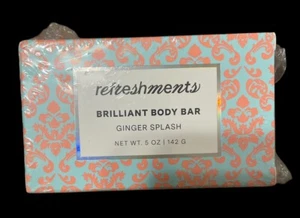 refreshments
BRILLIANT BODY BAR
GINGER SPLASH
NET WT. 5 OZ | 142 G